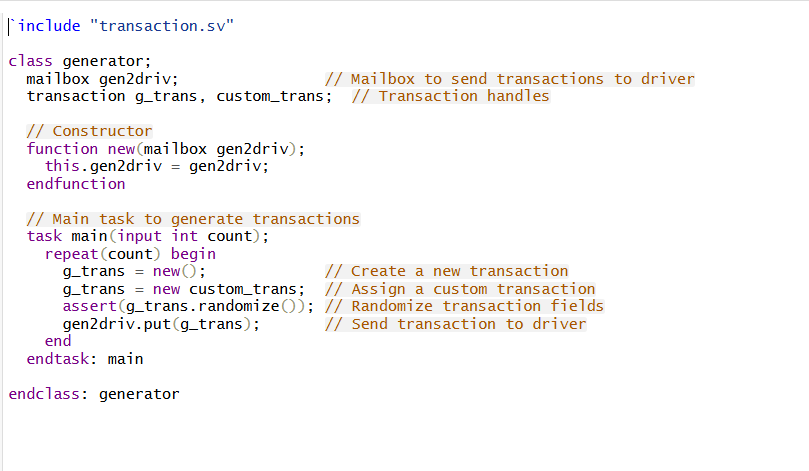 `include "transaction.sv"
class generator;
mailbox gen2driv; // Mailbox to send transactions to driver
transaction g_trans, custom_trans; // Transaction handles
// Constructor
function new(mailbox gen2driv);
this.gen2driv = gen2driv;
endfunction
// Main task to generate transactions
task main(input int count);
repeat(count) begin
g_trans = new(); // Create a new transaction
g_trans = new custom_trans; // Assign a custom transaction
assert(g_trans.randomize()); // Randomize transaction fields
gen2driv.put(g_trans); // Send transaction to driver
end
endtask: main
endclass: generator